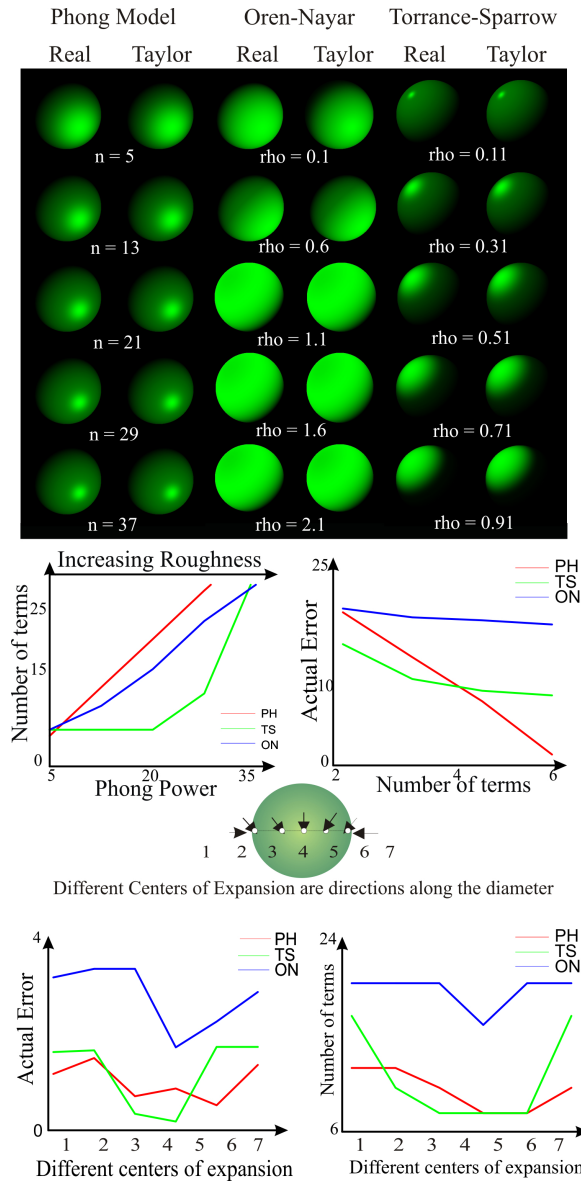 Phong Model Oren-Nayar Torrance-Sparrow
Real Taylor Real Taylor Real Taylor
n = 5 rho = 0.1 rho = 0.11
n = 13 rho = 0.6 rho = 0.31
n = 21 rho = 1.1 rho = 0.51
n = 29 rho = 1.6 rho = 0.71
n = 37 rho = 2.1 rho = 0.91
Increasing Roughness
Number of terms
25
15
0
5 20 35
Phong Power
PH
TS
ON
Actual Error
25
10
0
2 4 6
Number of terms
PH
TS
ON
1 2 3 4 5 6 7
Different Centers of Expansion are directions along the diameter
Actual Error
4
0
1 2 3 4 5 6 7
Different centers of expansion
PH
TS
ON
Number of terms
24
6
1 2 3 4 5 6 7
Different centers of expansion
PH
TS
ON